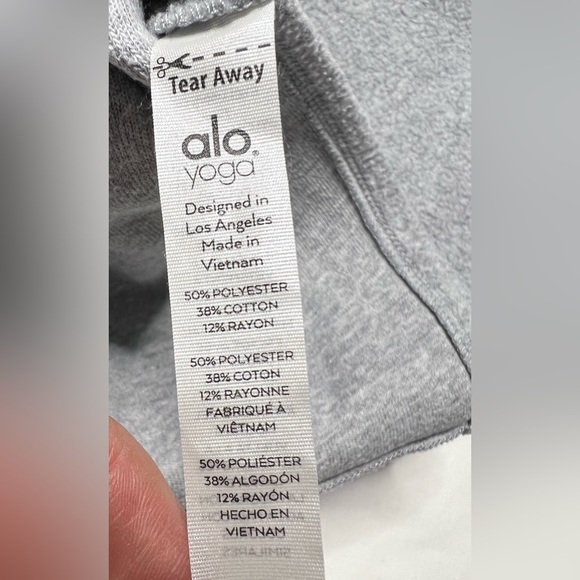 Tear Away
alo®
yoga
Designed in
Los Angeles
Made in
Vietnam
50% POLYESTER
38% COTTON
12% RAYON
50% POLYESTER
38% COTON
12% RAYONNE
FABRIQUÉ À
VIÊTNAM
50% POLIÉSTER
38% ALGODÓN
12% RAYÓN
HECHO EN
VIETNAM